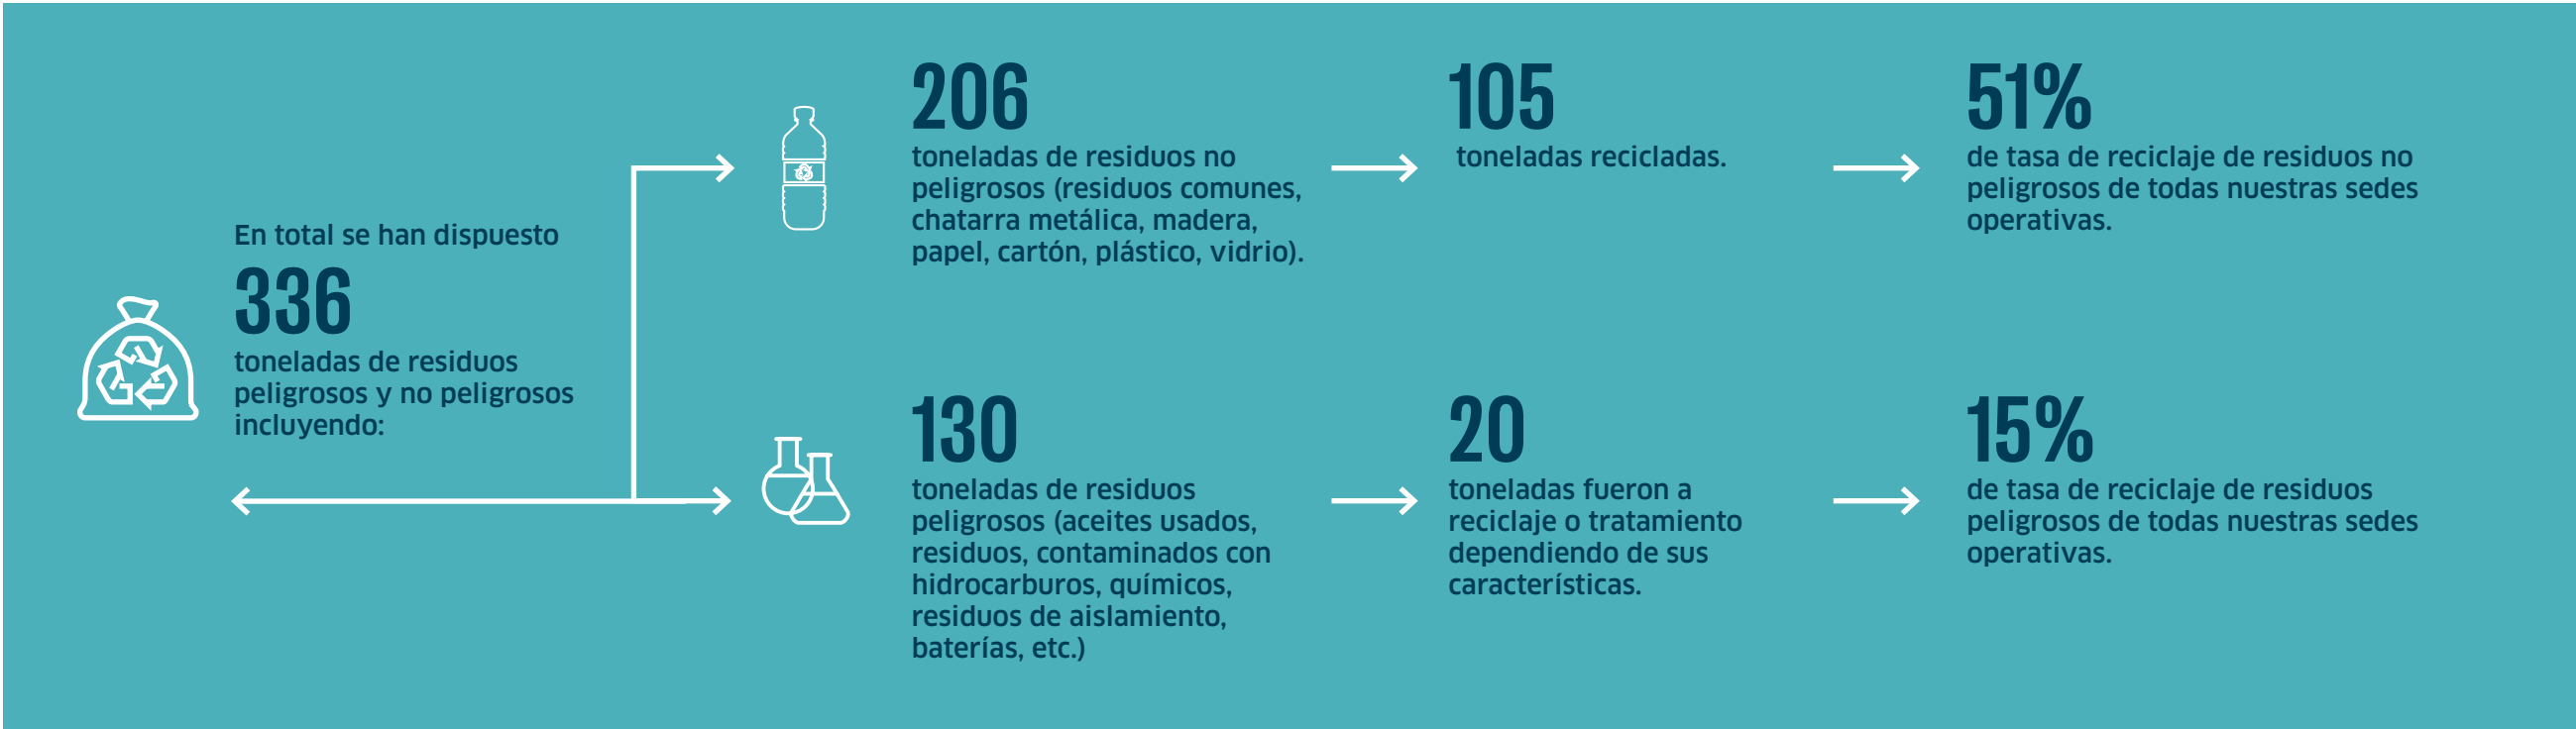 En total se han dispuesto
336
toneladas de residuos
peligrosos y no peligrosos
incluyendo:
206
toneladas de residuos no
peligrosos (residuos comunes,
chatarra metálica, madera,
papel, cartón, plástico, vidrio).
105
toneladas recicladas.
51%
de tasa de reciclaje de residuos no
peligrosos de todas nuestras sedes
operativas.
130
toneladas de residuos
peligrosos (aceites usados,
residuos, contaminados con
hidrocarburos, químicos,
residuos de aislamiento,
baterías, etc.)
20
toneladas fueron a
reciclaje o tratamiento
dependiendo de sus
características.
15%
de tasa de reciclaje de residuos
peligrosos de todas nuestras sedes
operativas.